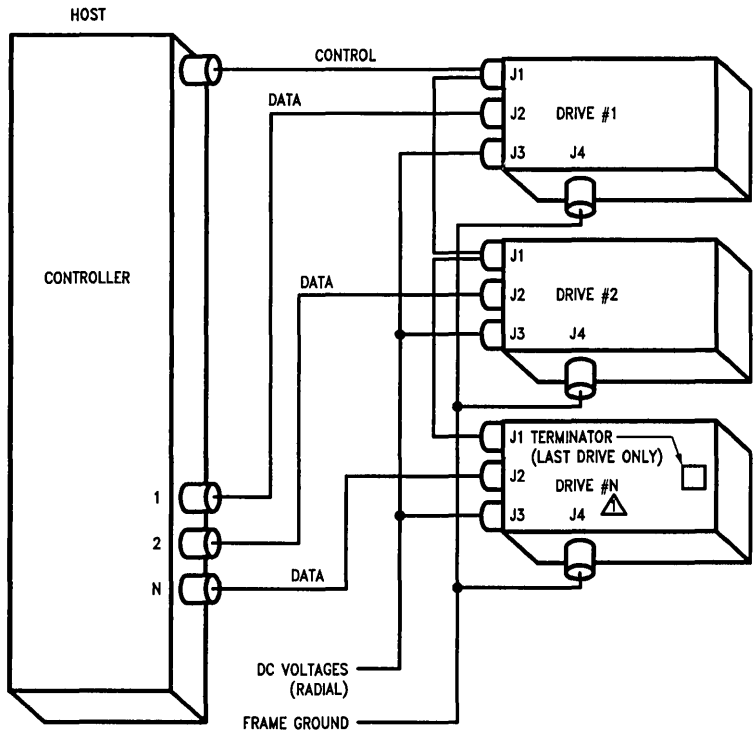 HOST
CONTROL
DATA
CONTROLLER
1
2
N
J1
J2 DRIVE #1
J3 J4
J1
DATA
J2 DRIVE #2
J3 J4
J1 TERMINATOR
(LAST DRIVE ONLY)
J2
DRIVE #N
J3 J4 1
DATA
DC VOLTAGES
(RADIAL)
FRAME GROUND